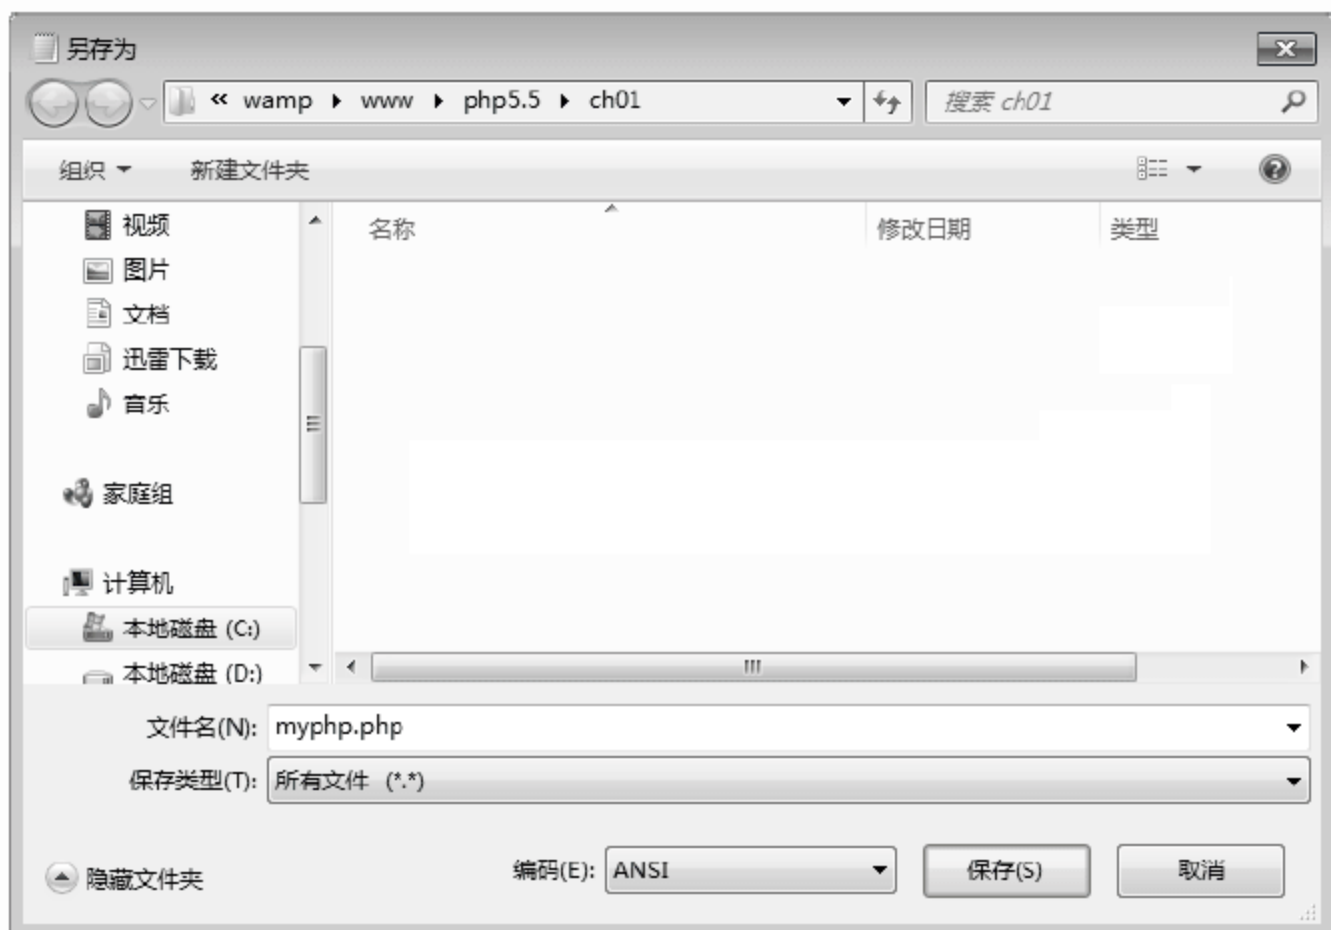 另存为
« wamp ▸ www ▸ php5.5 ▸ ch01
搜索 ch01
组织
新建文件夹
名称
修改日期
类型
视频
图片
文档
迅雷下载
音乐
家庭组
计算机
本地磁盘 (C:)
本地磁盘 (D:)
文件名(N): myphp.php
保存类型(T): 所有文件 (*.*)
隐藏文件夹
编码(E): ANSI
保存(S)
取消